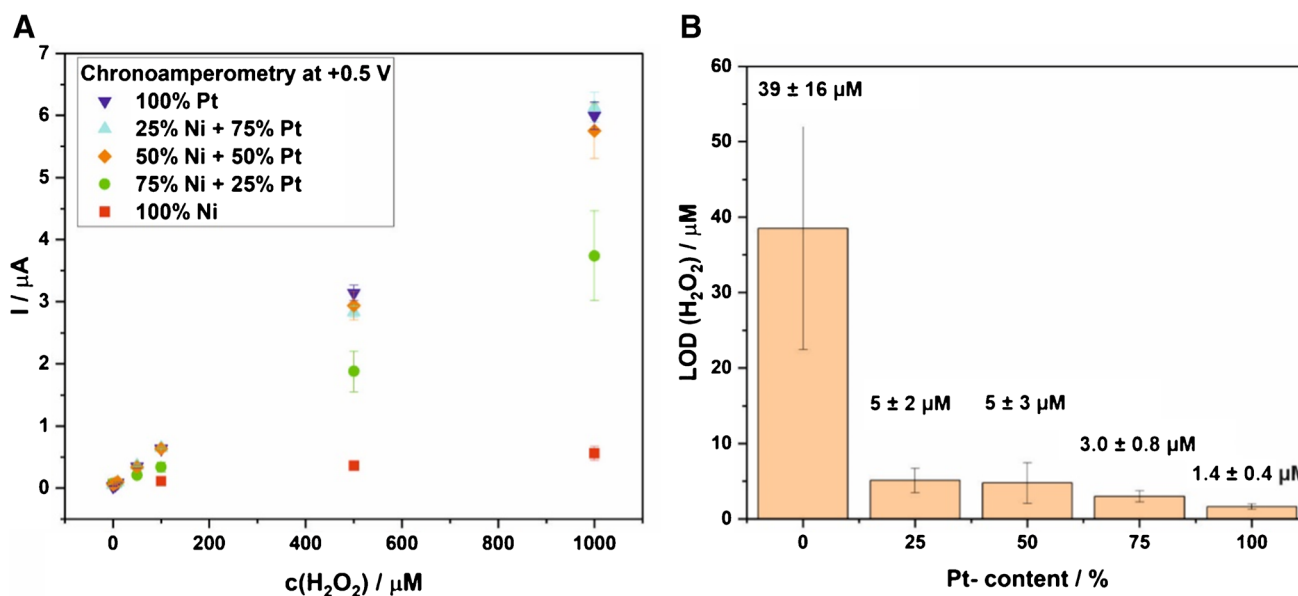 A
Chronoamperometry at +0.5 V
100% Pt
25% Ni + 75% Pt
50% Ni + 50% Pt
75% Ni + 25% Pt
100% Ni
7
6
5
4
3
2
1
0
I / μA
0 200 400 600 800 1000
c(H₂O₂) / μM
B
60
50
40
30
20
10
0
LOD (H₂O₂) / μM
39 ± 16 μM
5 ± 2 μM
5 ± 3 μM
3.0 ± 0.8 μM
1.4 ± 0.4 μM
0 25 50 75 100
Pt- content / %